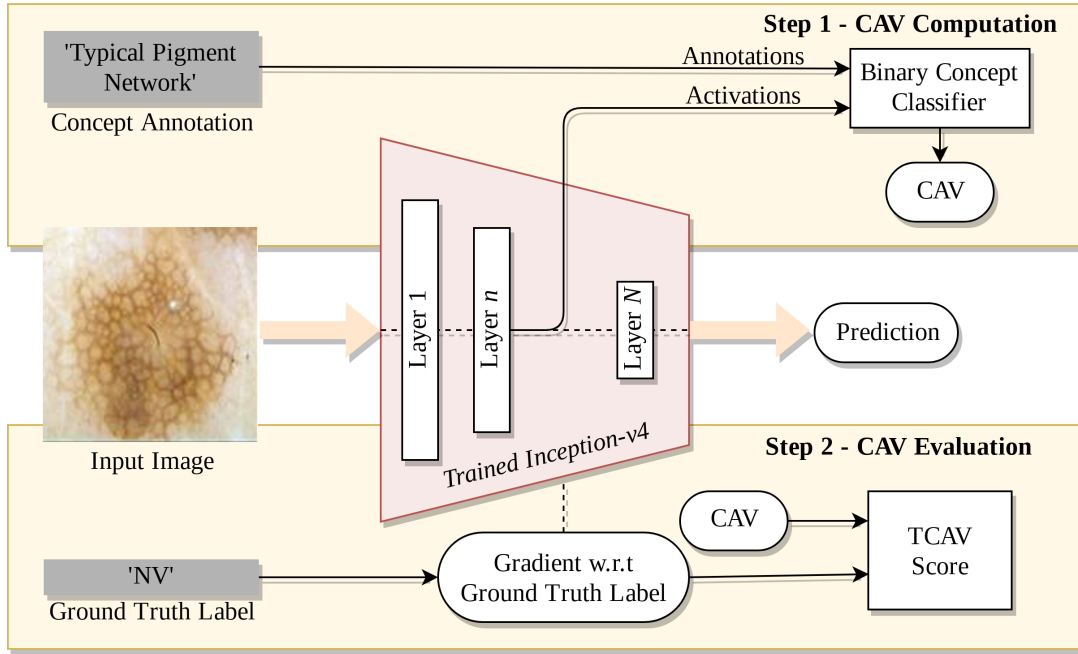 Step 1 - CAV Computation
'Typical Pigment
Network'
Concept Annotation
Annotations
Activations
Binary Concept
Classifier
CAV
Layer 1
Layer n
Layer N
Trained Inception-v4
Input Image
Prediction
Step 2 - CAV Evaluation
'NV'
Ground Truth Label
Gradient w.r.t
Ground Truth Label
CAV
TCAV
Score